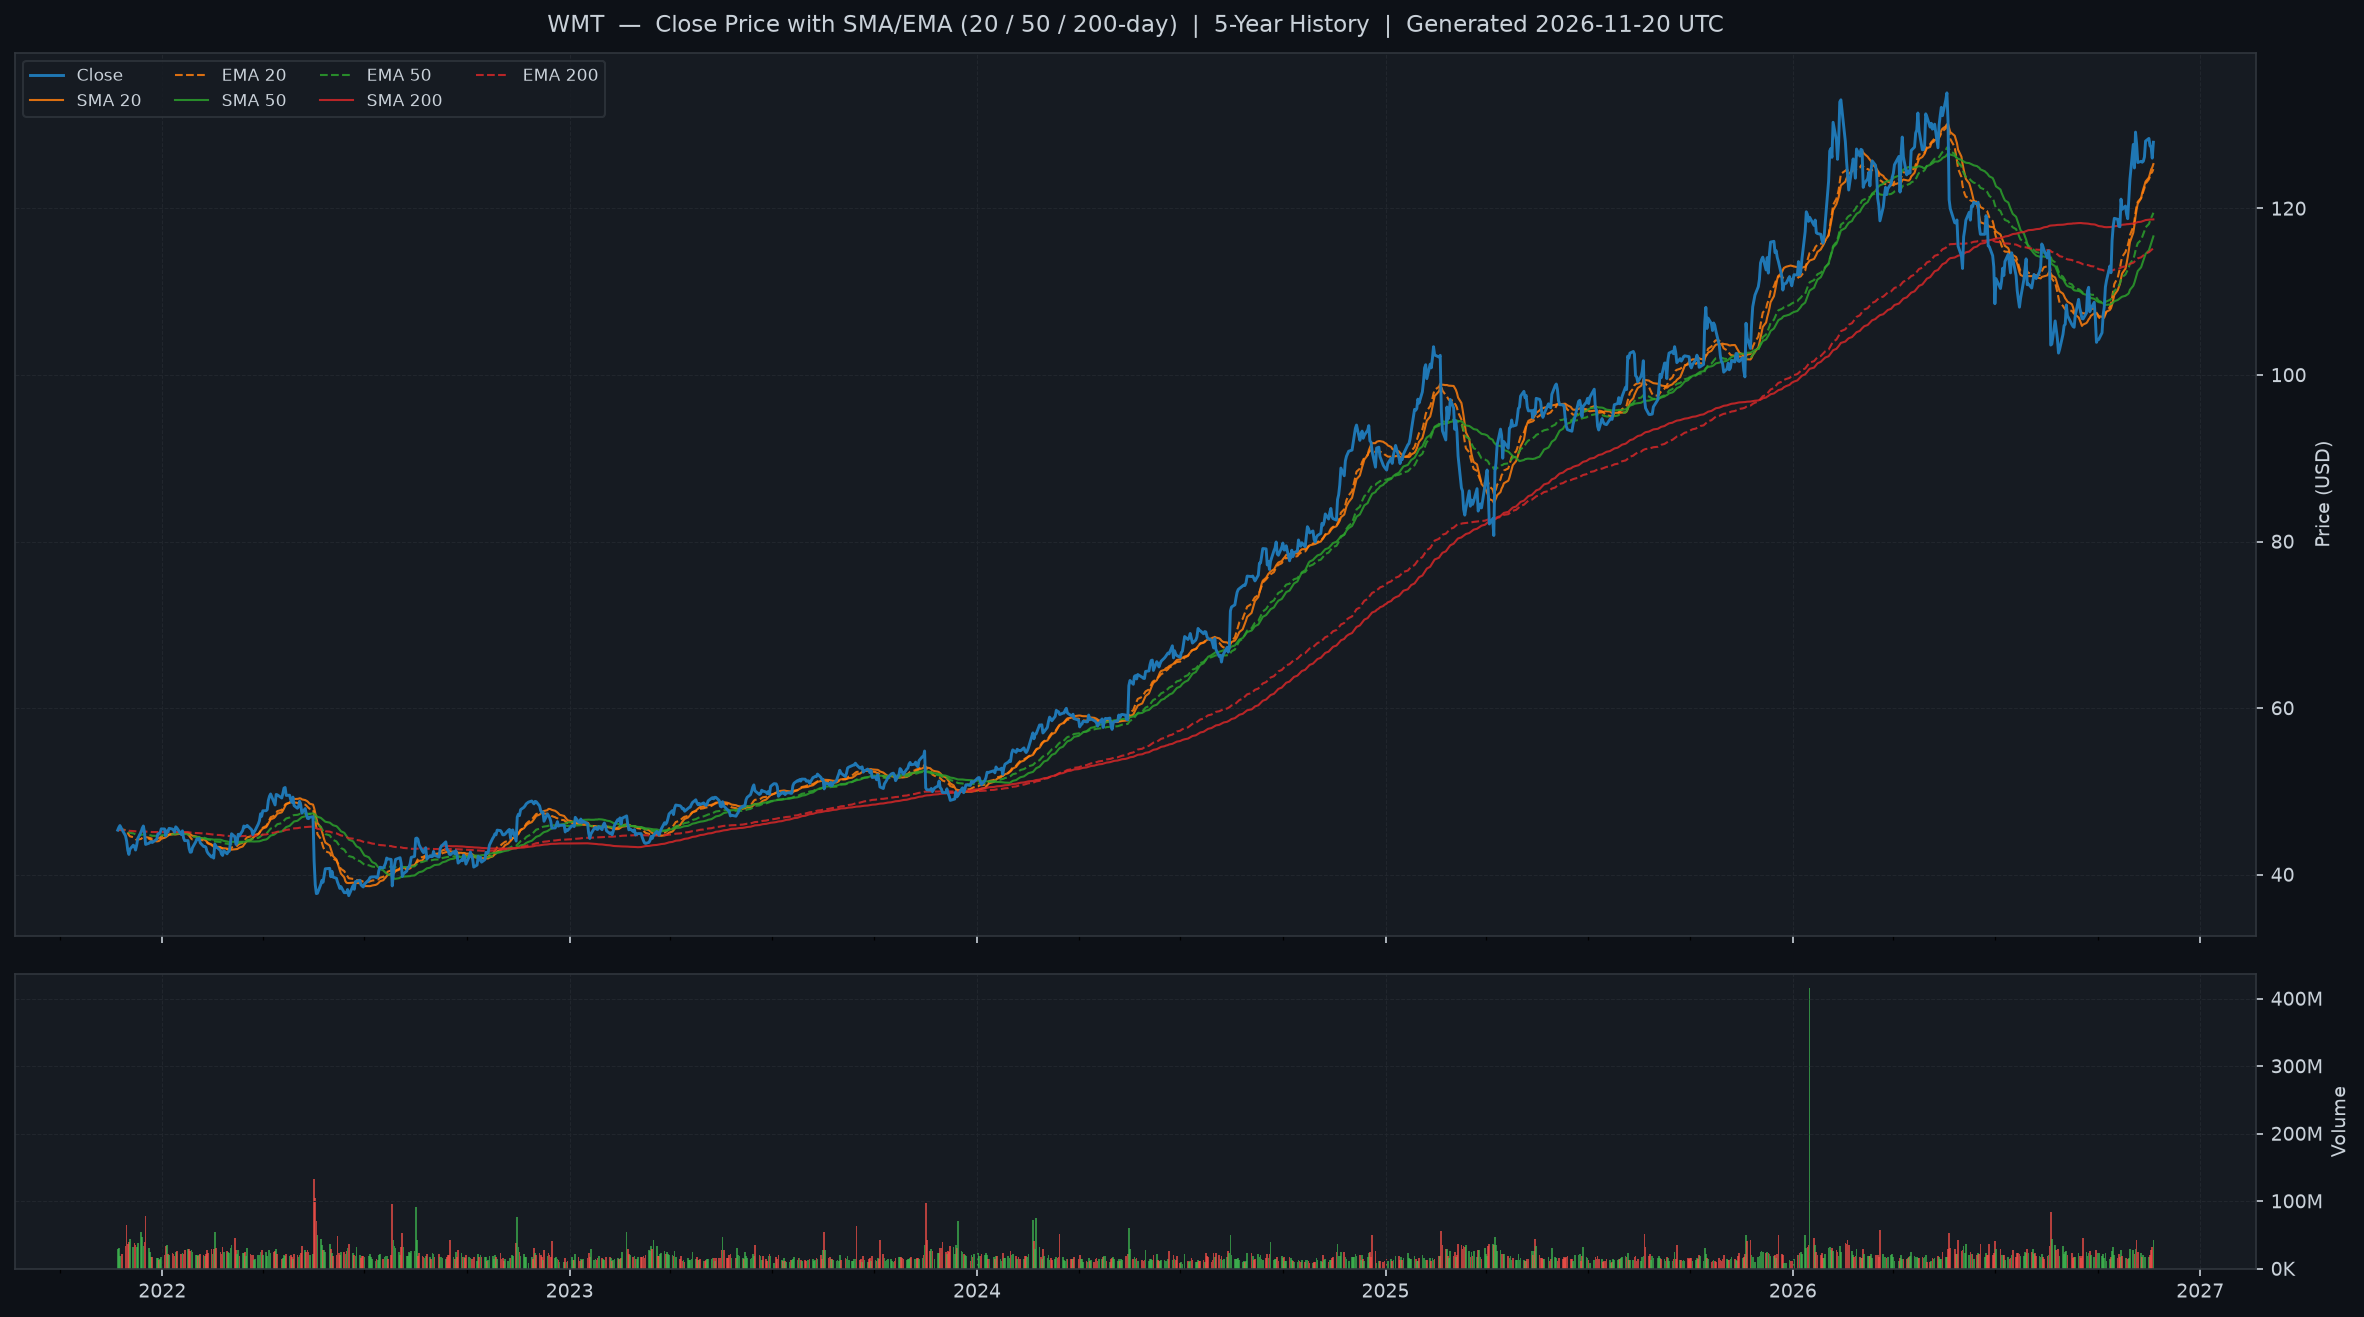 WMT — Close Price with SMA/EMA (20 / 50 / 200-day) | 5-Year History | Generated 2026-11-20 UTC
Close EMA 20 EMA 50 EMA 200
SMA 20 SMA 50 SMA 200
120
100
80
60
40
Price (USD)
400M
300M
200M
100M
0K
Volume
2022 2023 2024 2025 2026 2027